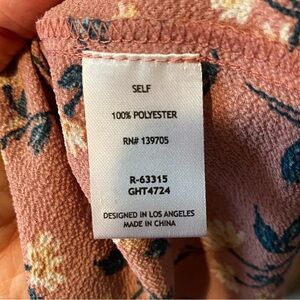 SELF
100% POLYESTER
RN# 139705
R-63315
GHT4724
DESIGNED IN LOS ANGELES
MADE IN CHINA